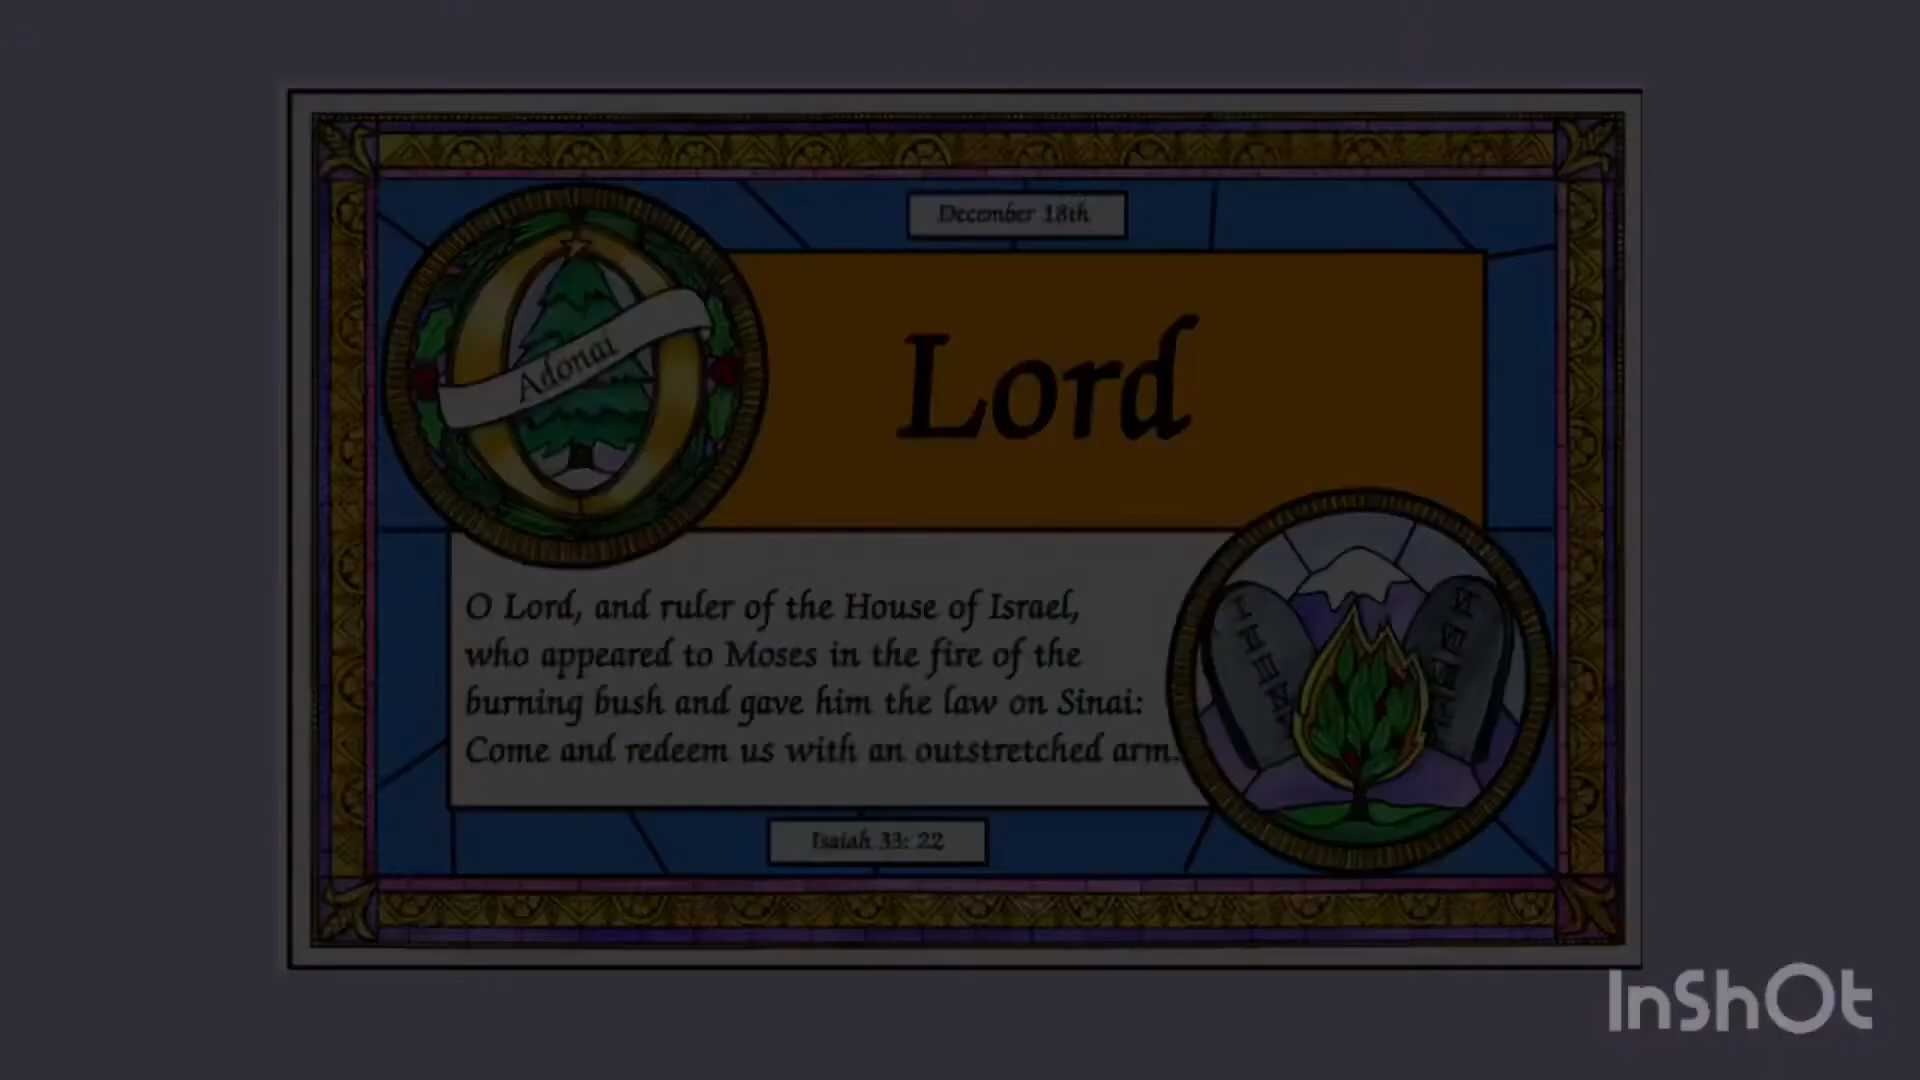 December 18th
Adonai
Lord
O Lord, and ruler of the House of Israel,
who appeared to Moses in the fire of the
burning bush and gave him the law on Sinai:
Come and redeem us with an outstretched arm.
Isaiah 33: 22
InShOt